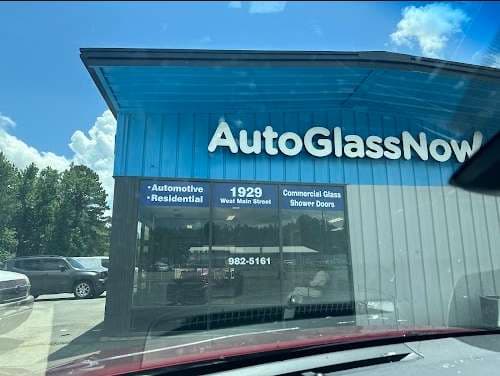 AutoGlassNow
•Automotive
•Residential
1929
West Main Street
Commercial Glass
Shower Doors
982-5161